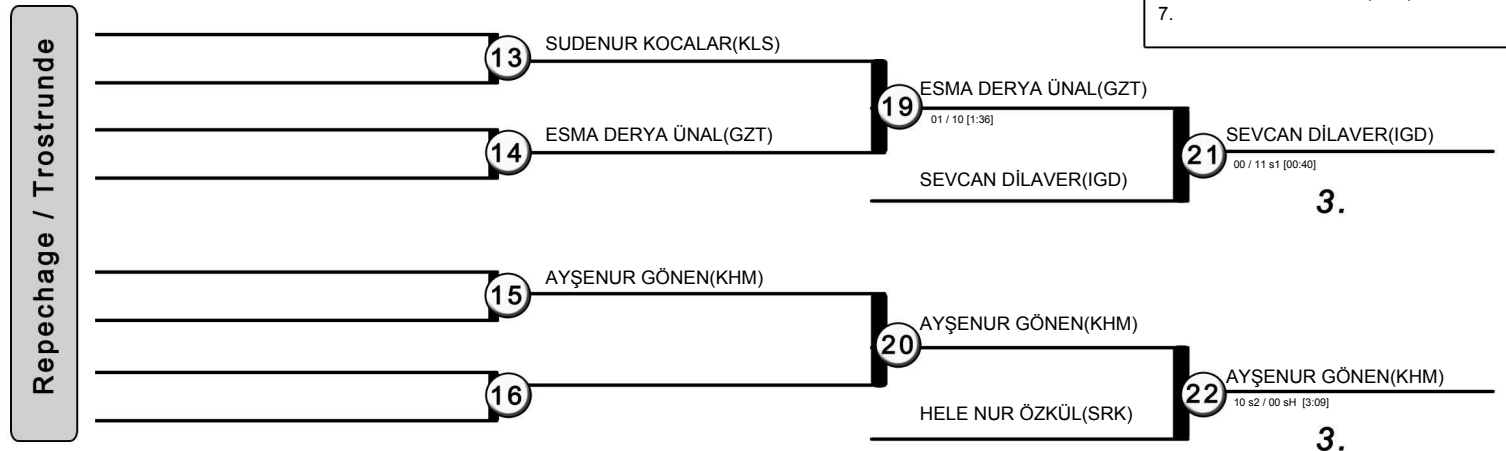 7.
Repechage / Trostrunde
13
SUDENUR KOCALAR(KLS)
14
ESMA DERYA ÜNAL(GZT)
19
ESMA DERYA ÜNAL(GZT)
01 / 10 [1:36]
SEVCAN DİLAVER(IGD)
21
SEVCAN DİLAVER(IGD)
00 / 11 s1 [00:40]
3.
15
AYŞENUR GÖNEN(KHM)
16
20
AYŞENUR GÖNEN(KHM)
HELE NUR ÖZKÜL(SRK)
22
AYŞENUR GÖNEN(KHM)
10 s2 / 00 sH [3:09]
3.